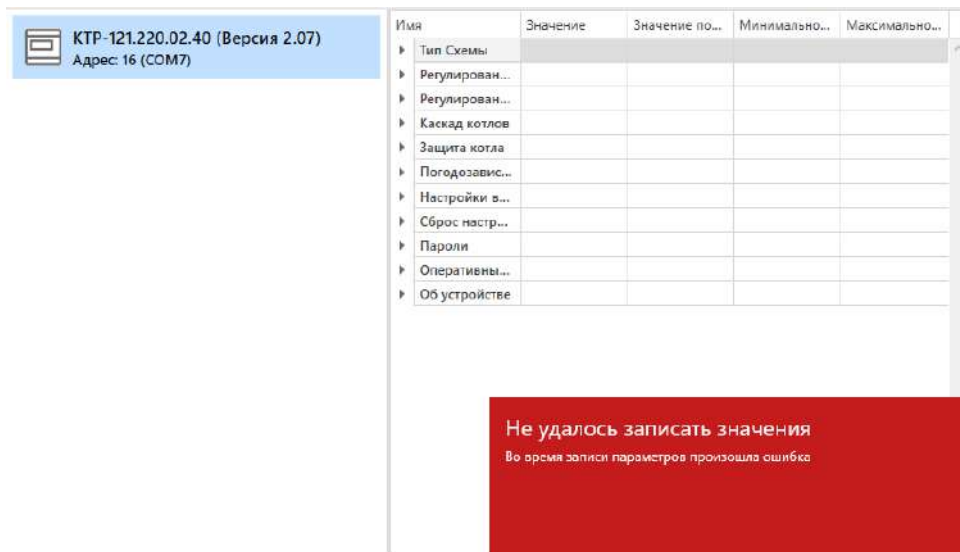 КТР-121.220.02.40 (Версия 2.07)
Адрес: 16 (COM7)
Имя Значение Значение по... Минимально... Максимально...
Тип Схемы
Регулирован...
Регулирован...
Каскад котлов
Защита котла
Погодозавис...
Настройки в...
Сброс настр...
Пароли
Оперативны...
Об устройстве
Не удалось записать значения
Во время записи параметров произошла ошибка